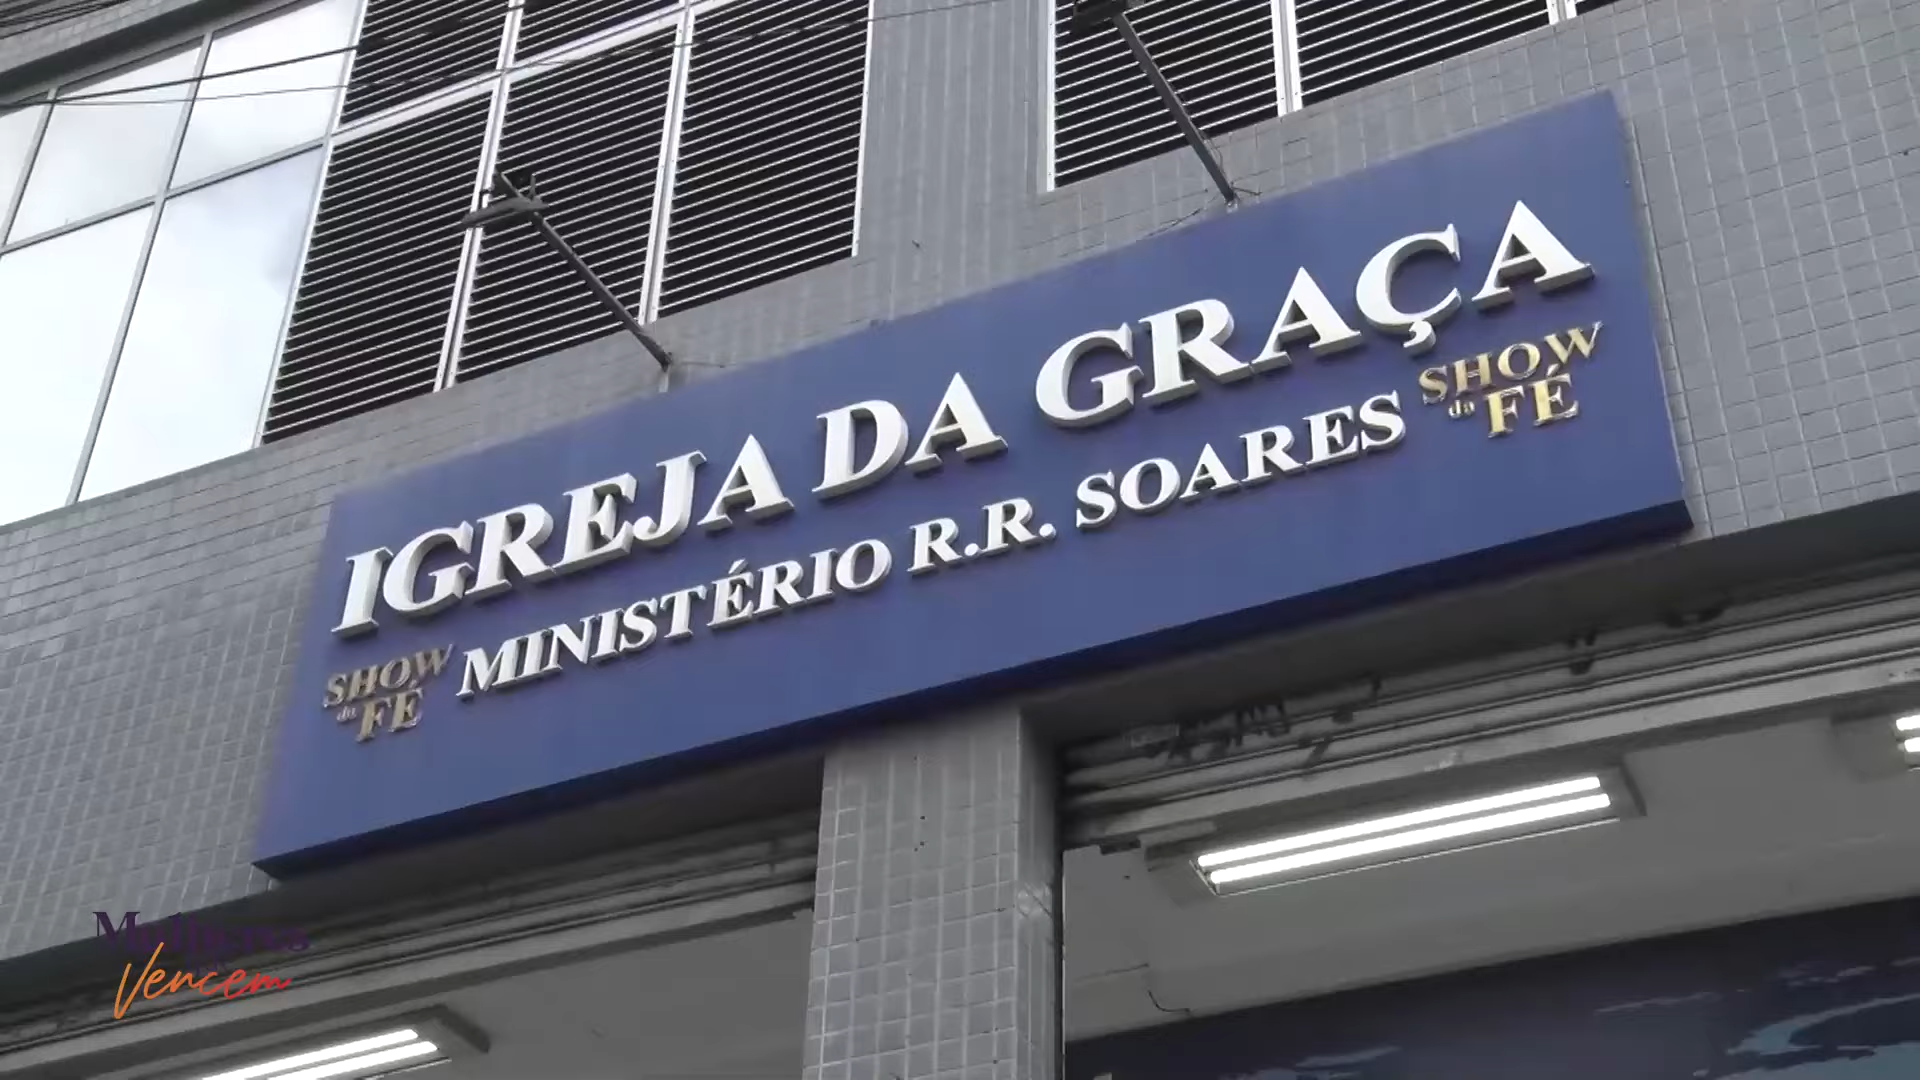 IGREJA DA GRAÇA
SHOW
da
FÉ
MINISTÉRIO R.R. SOARES
SHOW
da
FÉ
Mulheres
Vencem